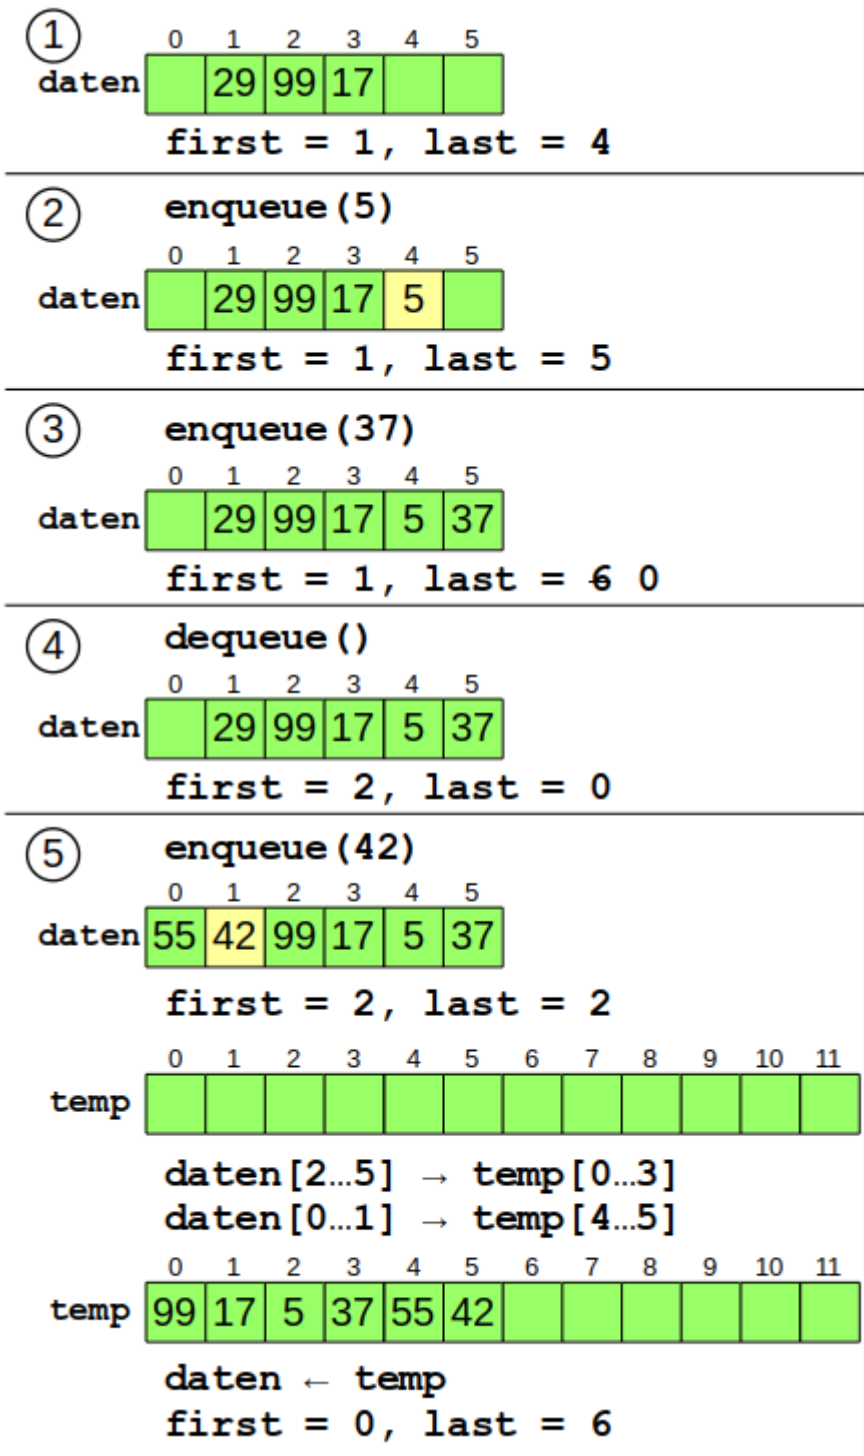 1
0 1 2 3 4 5
daten 29 99 17
first = 1, last = 4
2
enqueue(5)
0 1 2 3 4 5
daten 29 99 17 5
first = 1, last = 5
3
enqueue(37)
0 1 2 3 4 5
daten 29 99 17 5 37
first = 1, last = 6 0
4
dequeue()
0 1 2 3 4 5
daten 29 99 17 5 37
first = 2, last = 0
5
enqueue(42)
0 1 2 3 4 5
daten 55 42 99 17 5 37
first = 2, last = 2
0 1 2 3 4 5 6 7 8 9 10 11
temp
daten[2…5] → temp[0…3]
daten[0…1] → temp[4…5]
0 1 2 3 4 5 6 7 8 9 10 11
temp 99 17 5 37 55 42
daten ← temp
first = 0, last = 6